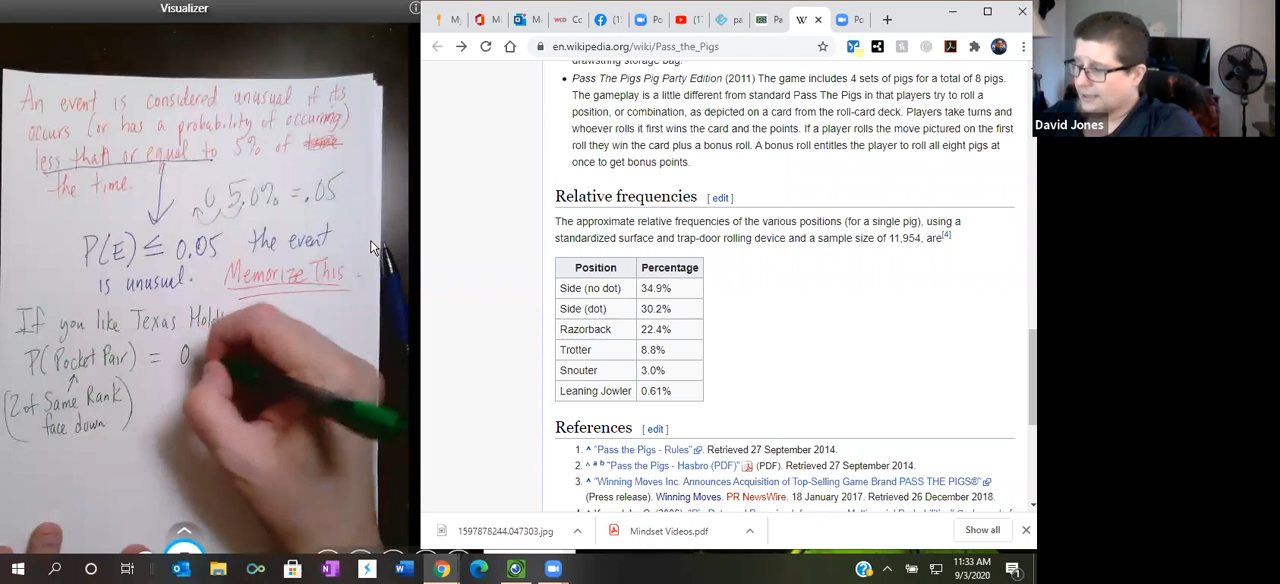 Visualizer
An event is considered unusual if its
occurs (or has a probability of occuring)
less than or equal to 5% of
the time.
0 5.0% = .05
P(E) ≤ 0.05 the event
is unusual. Memorize This
If you like Texas Hold
P(Pocket Pair) = 0
(2 of Same Rank
face down)
en.wikipedia.org/wiki/Pass_the_Pigs
drawstring storage bag.
• Pass The Pigs Pig Party Edition (2011) The game includes 4 sets of pigs for a total of 8 pigs.
The gameplay is a little different from standard Pass The Pigs in that players try to roll a
position, or combination, as depicted on a card from the roll-card deck. Players take turns and
whoever rolls it first wins the card and the points. If a player rolls the move pictured on the first
roll they win the card plus a bonus roll. A bonus roll entitles the player to roll all eight pigs at
once to get bonus points.
Relative frequencies [ edit ]
The approximate relative frequencies of the various positions (for a single pig), using a
standardized surface and trap-door rolling device and a sample size of 11,954, are[4]
Position Percentage
Side (no dot) 34.9%
Side (dot) 30.2%
Razorback 22.4%
Trotter 8.8%
Snouter 3.0%
Leaning Jowler 0.61%
References [ edit ]
1. ^ "Pass the Pigs - Rules". Retrieved 27 September 2014.
2. ^ a b "Pass the Pigs - Hasbro (PDF)" (PDF). Retrieved 27 September 2014.
3. ^ "Winning Moves Inc. Announces Acquisition of Top-Selling Game Brand PASS THE PIGS®"
(Press release). Winning Moves. PR NewsWire. 18 January 2017. Retrieved 26 December 2018.
1597878244.047303.jpg
Mindset Videos.pdf
Show all
David Jones
11:33 AM
9/3/2020